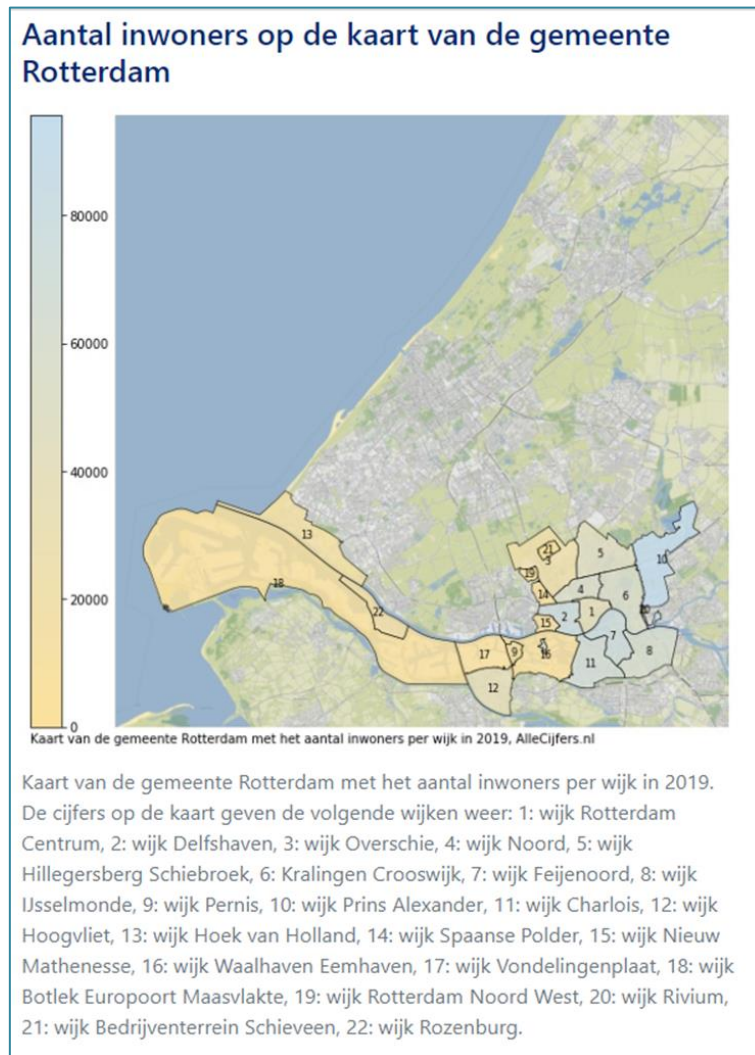 Aantal inwoners op de kaart van de gemeente
Rotterdam
80000
60000
40000
20000
0
13
18
22
21
3
19
14
5
10
4
6
20
15
2
1
7
17
9
16
11
8
12
Kaart van de gemeente Rotterdam met het aantal inwoners per wijk in 2019, AlleCijfers.nl
Kaart van de gemeente Rotterdam met het aantal inwoners per wijk in 2019.
De cijfers op de kaart geven de volgende wijken weer: 1: wijk Rotterdam
Centrum, 2: wijk Delfshaven, 3: wijk Overschie, 4: wijk Noord, 5: wijk
Hillegersberg Schiebroek, 6: Kralingen Crooswijk, 7: wijk Feijenoord, 8: wijk
IJsselmonde, 9: wijk Pernis, 10: wijk Prins Alexander, 11: wijk Charlois, 12: wijk
Hoogvliet, 13: wijk Hoek van Holland, 14: wijk Spaanse Polder, 15: wijk Nieuw
Mathenesse, 16: wijk Waalhaven Eemhaven, 17: wijk Vondelingenplaat, 18: wijk
Botlek Europoort Maasvlakte, 19: wijk Rotterdam Noord West, 20: wijk Rivium,
21: wijk Bedrijventerrein Schieveen, 22: wijk Rozenburg.